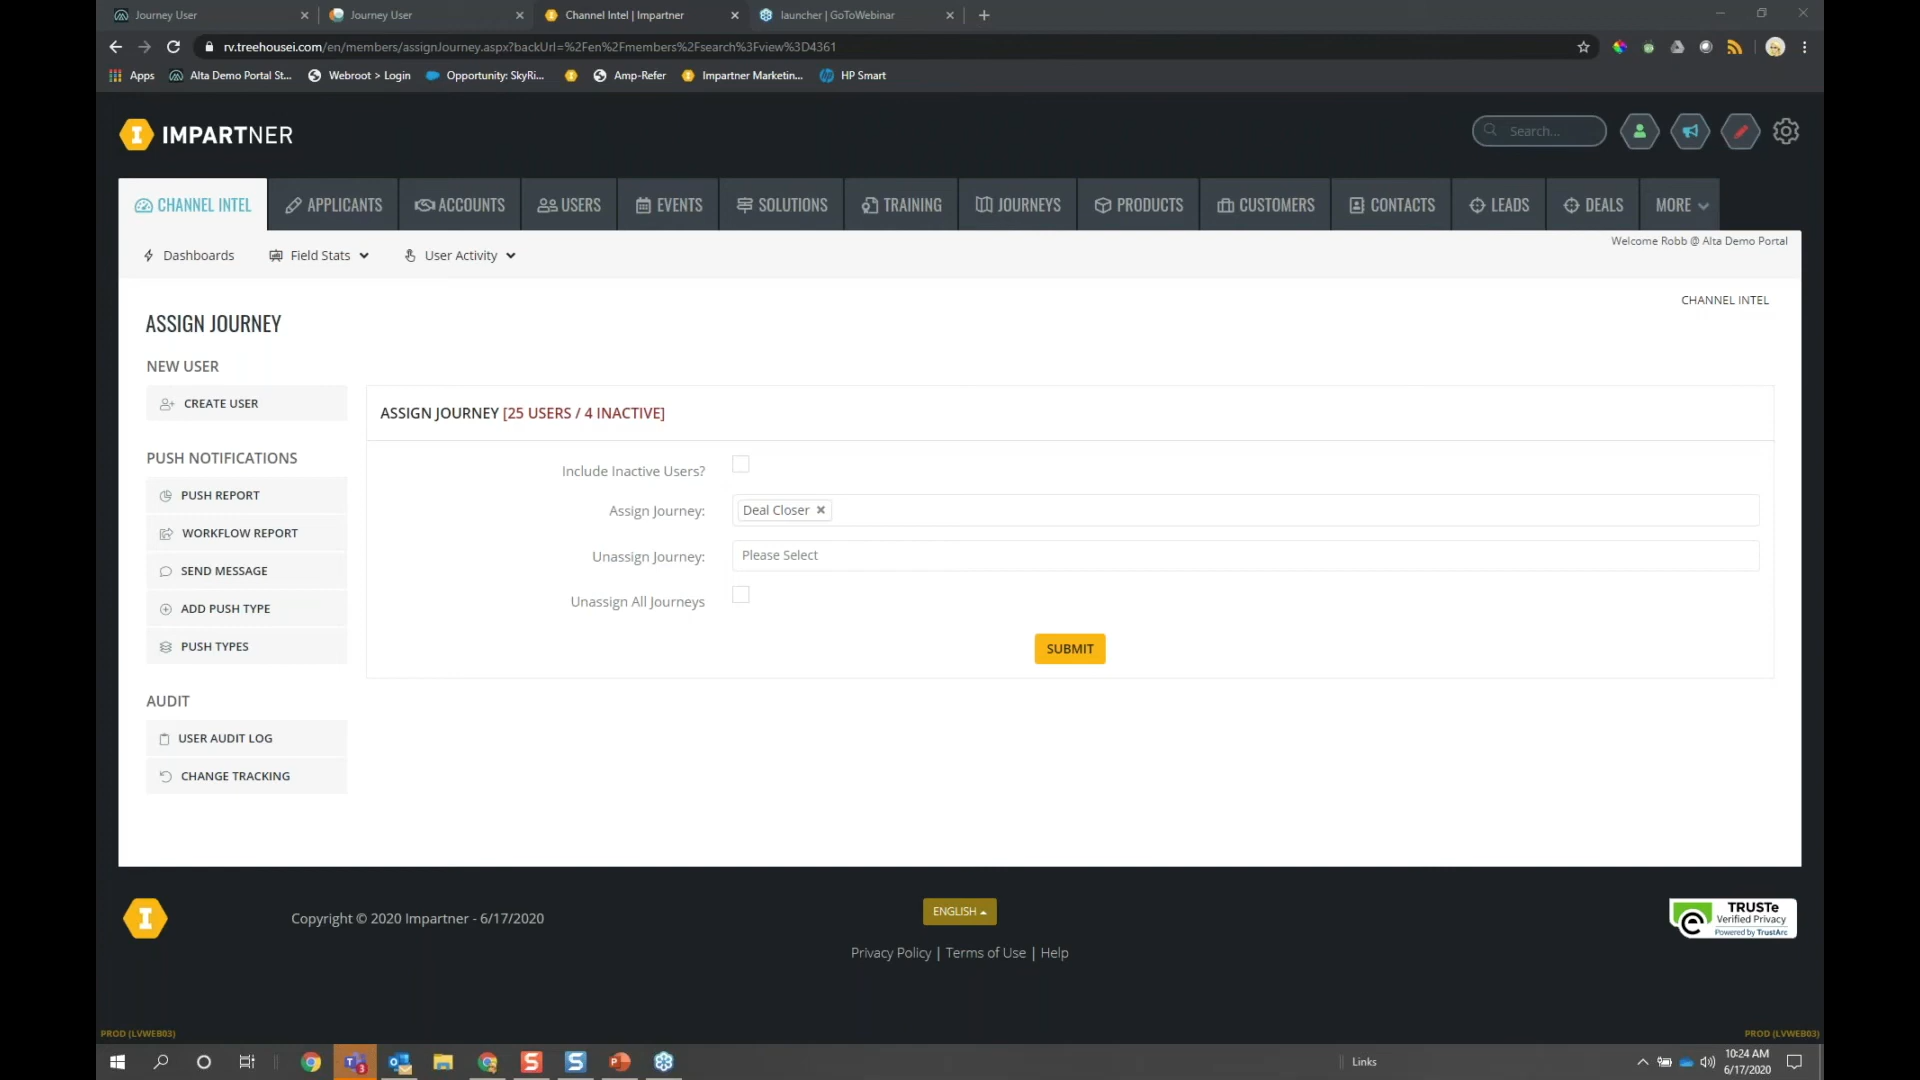 Journey User
Journey User
Channel Intel | Impartner
launcher | GoToWebinar
rv.treehousei.com/en/members/assignJourney.aspx?backUrl=%2Fen%2Fmembers%2Fsearch%3Fview%3D4361
Apps
Alta Demo Portal St...
Webroot > Login
Opportunity: SkyRi...
Amp-Refer
Impartner Marketin...
HP Smart
IMPARTNER
Search...
CHANNEL INTEL
APPLICANTS
ACCOUNTS
USERS
EVENTS
SOLUTIONS
TRAINING
JOURNEYS
PRODUCTS
CUSTOMERS
CONTACTS
LEADS
DEALS
MORE
Welcome Robb @ Alta Demo Portal
Dashboards
Field Stats
User Activity
CHANNEL INTEL
ASSIGN JOURNEY
NEW USER
CREATE USER
PUSH NOTIFICATIONS
PUSH REPORT
WORKFLOW REPORT
SEND MESSAGE
ADD PUSH TYPE
PUSH TYPES
AUDIT
USER AUDIT LOG
CHANGE TRACKING
ASSIGN JOURNEY [25 USERS / 4 INACTIVE]
Include Inactive Users?
Assign Journey:
Deal Closer
Unassign Journey:
Please Select
Unassign All Journeys
SUBMIT
Copyright © 2020 Impartner - 6/17/2020
ENGLISH
Privacy Policy | Terms of Use | Help
TRUSTe
Verified Privacy
Powered by TrustArc
PROD (LVWEB03)
PROD (LVWEB03)
Links
10:24 AM
6/17/2020